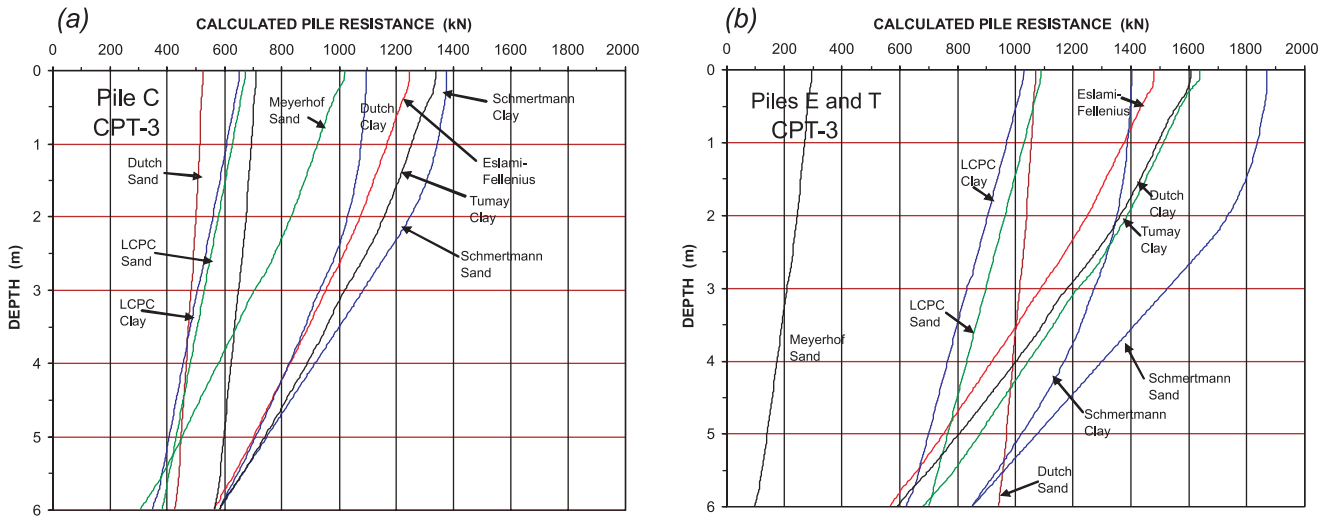 (a)
CALCULATED PILE RESISTANCE (kN)
0 200 400 600 800 1000 1200 1400 1600 1800 2000
DEPTH (m)
0
1
2
3
4
5
6
Pile C
CPT-3
Meyerhof
Sand
Dutch
Clay
Schmertmann
Clay
Dutch
Sand
Eslami-
Fellenius
Tumay
Clay
LCPC
Sand
Schmertmann
Sand
LCPC
Clay
(b)
CALCULATED PILE RESISTANCE (kN)
0 200 400 600 800 1000 1200 1400 1600 1800 2000
DEPTH (m)
0
1
2
3
4
5
6
Piles E and T
CPT-3
Eslami-
Fellenius
LCPC
Clay
Dutch
Clay
Tumay
Clay
LCPC
Sand
Meyerhof
Sand
Schmertmann
Sand
Schmertmann
Clay
Dutch
Sand